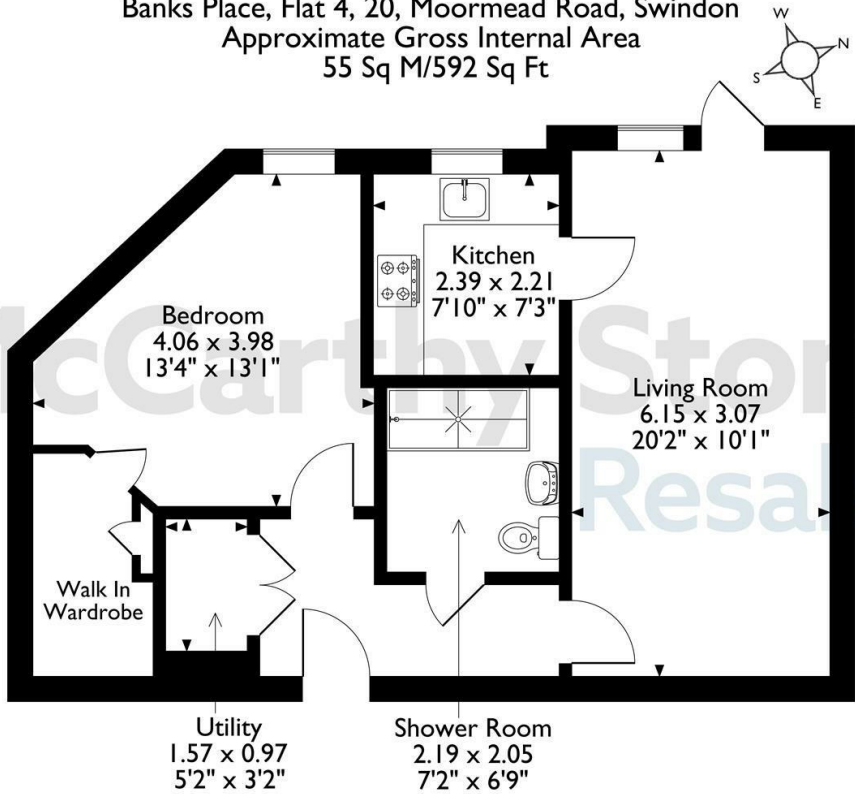 Banks Place, Flat 4, 20, Moormead Road, Swindon
Approximate Gross Internal Area
55 Sq M/592 Sq Ft
W
N
S
E
Kitchen
2.39 x 2.21
7'10" x 7'3"
Bedroom
4.06 x 3.98
13'4" x 13'1"
McCarthy Ston
Resal
Living Room
6.15 x 3.07
20'2" x 10'1"
Walk In
Wardrobe
Utility
1.57 x 0.97
5'2" x 3'2"
Shower Room
2.19 x 2.05
7'2" x 6'9"